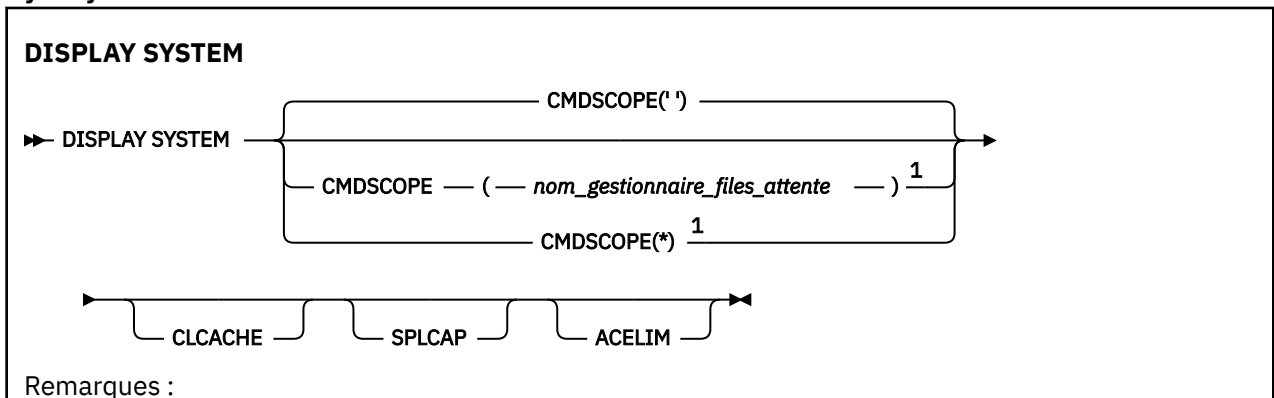 DISPLAY SYSTEM
CMDSCOPE(' ')
DISPLAY SYSTEM
CMDSCOPE ( nom_gestionnaire_files_attente ) 1
CMDSCOPE(*) 1
CLCACHE SPLCAP ACELIM
Remarques :